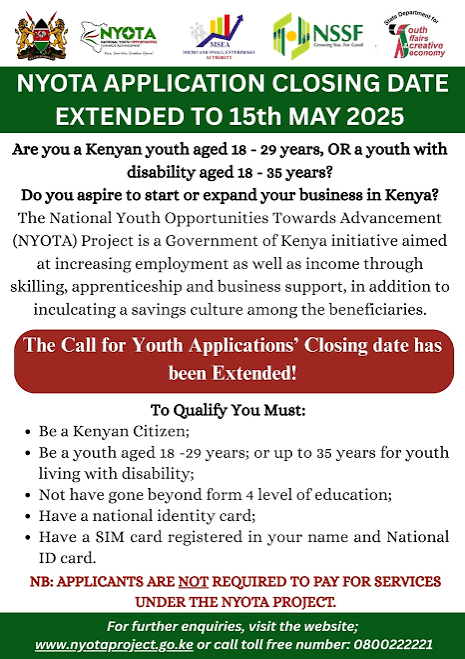 NYOTA
NATIONAL YOUTH OPPORTUNITIES
TOWARDS ADVANCEMENT
MSEA
MICRO AND SMALL ENTERPRISES
AUTHORITY
NSSF
Growing You, For Good
State Department for
Youth
Affairs
Creative
Economy
NYOTA APPLICATION CLOSING DATE
EXTENDED TO 15th MAY 2025
Are you a Kenyan youth aged 18 - 29 years, OR a youth with
disability aged 18 - 35 years?
Do you aspire to start or expand your business in Kenya?
The National Youth Opportunities Towards Advancement
(NYOTA) Project is a Government of Kenya initiative aimed
at increasing employment as well as income through
skilling, apprenticeship and business support, in addition to
inculcating a savings culture among the beneficiaries.
The Call for Youth Applications’ Closing date has
been Extended!
To Qualify You Must:
• Be a Kenyan Citizen;
• Be a youth aged 18 -29 years; or up to 35 years for youth
living with disability;
• Not have gone beyond form 4 level of education;
• Have a national identity card;
• Have a SIM card registered in your name and National
ID card.
NB: APPLICANTS ARE NOT REQUIRED TO PAY FOR SERVICES
UNDER THE NYOTA PROJECT.
For further enquiries, visit the website;
www.nyotaproject.go.ke or call toll free number: 0800222221